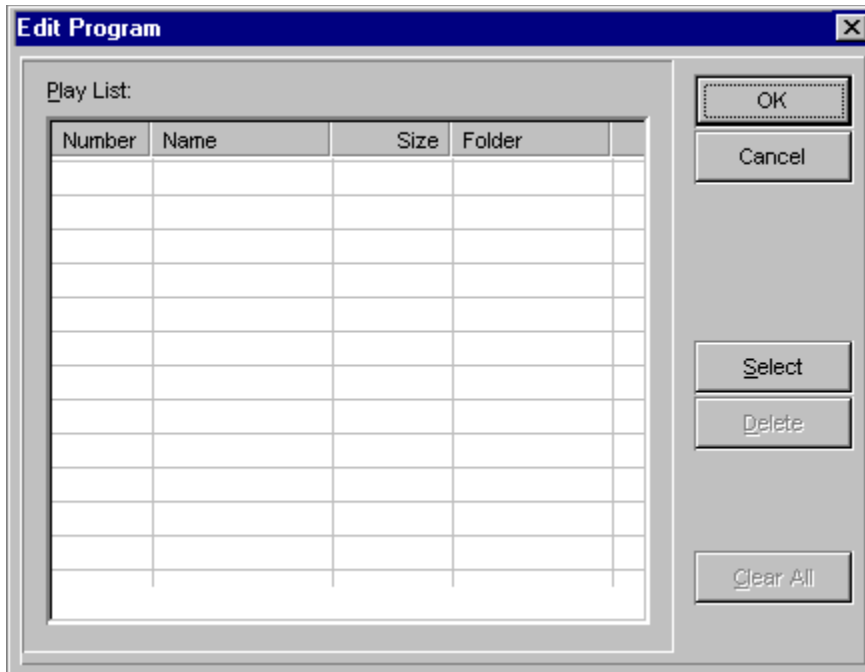 Edit Program
Play List:
Number Name Size Folder
OK
Cancel
Select
Delete
Clear All